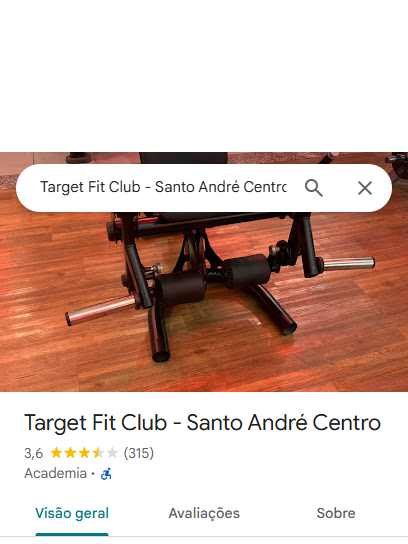 Target Fit Club - Santo André Centro
Target Fit Club - Santo André Centro
3,6 (315)
Academia ·
Visão geral Avaliações Sobre